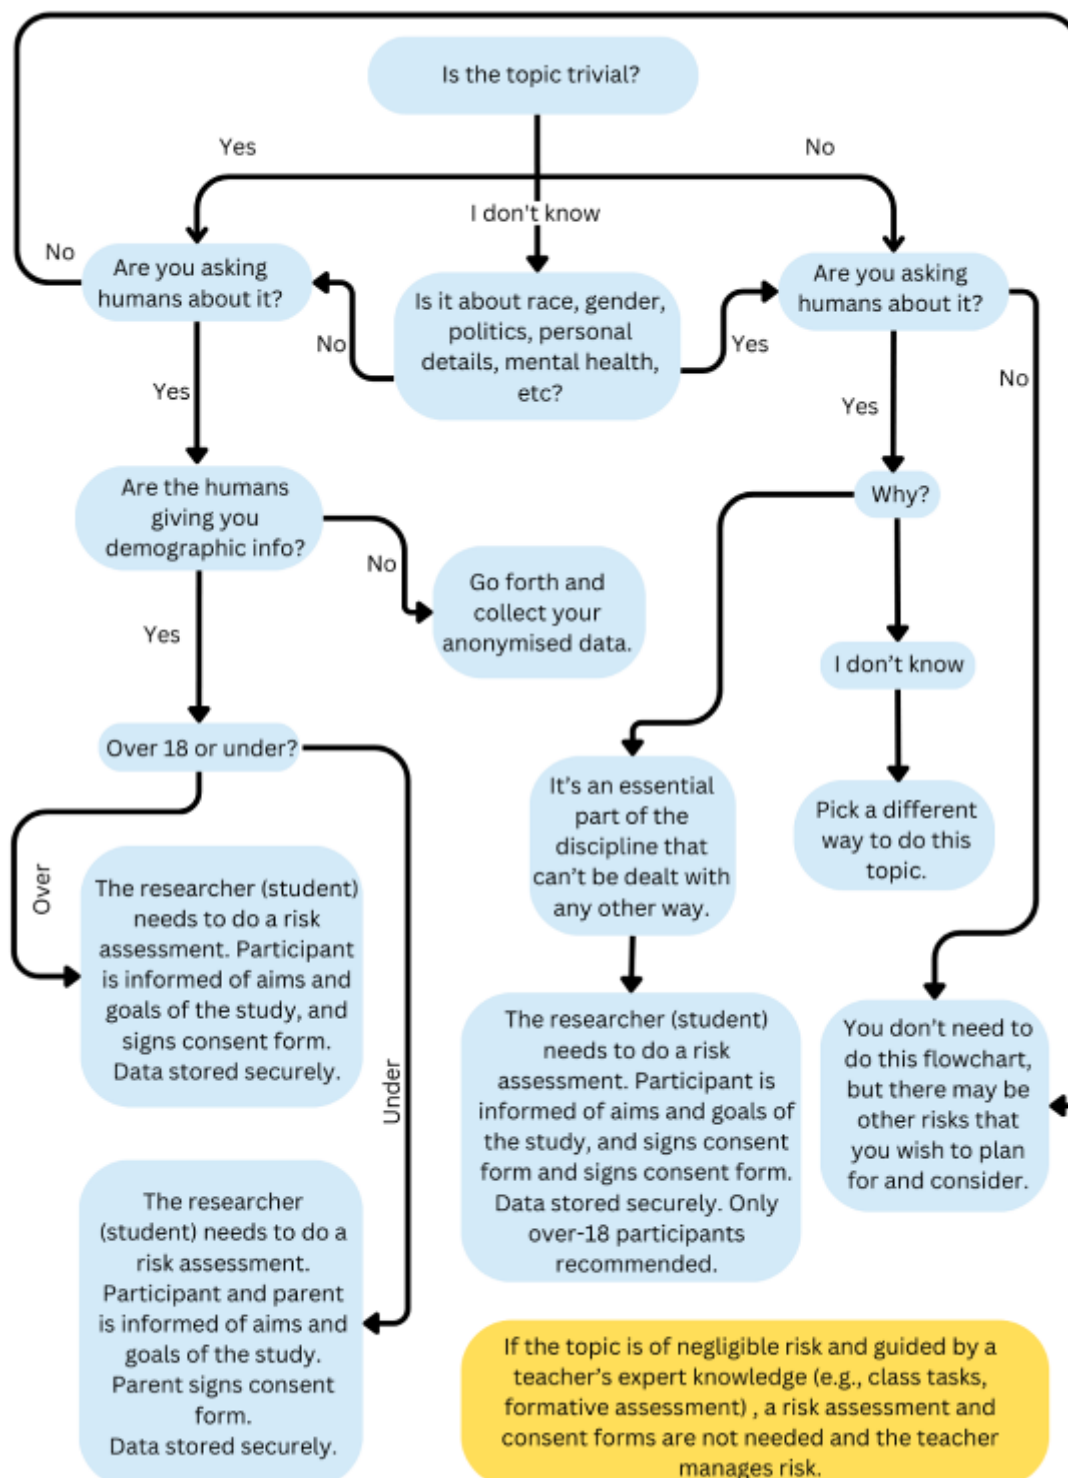 Is the topic trivial?
Yes
No
I don't know
No
Are you asking
humans about it?
Is it about race, gender,
politics, personal
details, mental health,
etc?
Are you asking
humans about it?
No
Yes
No
Yes
Yes
Are the humans
giving you
demographic info?
Why?
No
Go forth and
collect your
anonymised data.
Yes
I don’t know
Over 18 or under?
It’s an essential
part of the
discipline that
can’t be dealt with
any other way.
Pick a different
way to do this
topic.
Over
The researcher (student)
needs to do a risk
assessment. Participant
is informed of aims and
goals of the study, and
signs consent form.
Data stored securely.
Under
The researcher (student)
needs to do a risk
assessment. Participant is
informed of aims and goals of
the study, and signs consent
form and signs consent form.
Data stored securely. Only
over-18 participants
recommended.
You don’t need to
do this flowchart,
but there may be
other risks that
you wish to plan
for and consider.
The researcher
(student) needs to do a
risk assessment.
Participant and parent
is informed of aims and
goals of the study.
Parent signs consent
form.
Data stored securely.
If the topic is of negligible risk and guided by a
teacher’s expert knowledge (e.g., class tasks,
formative assessment) , a risk assessment and
consent forms are not needed and the teacher
manages risk.